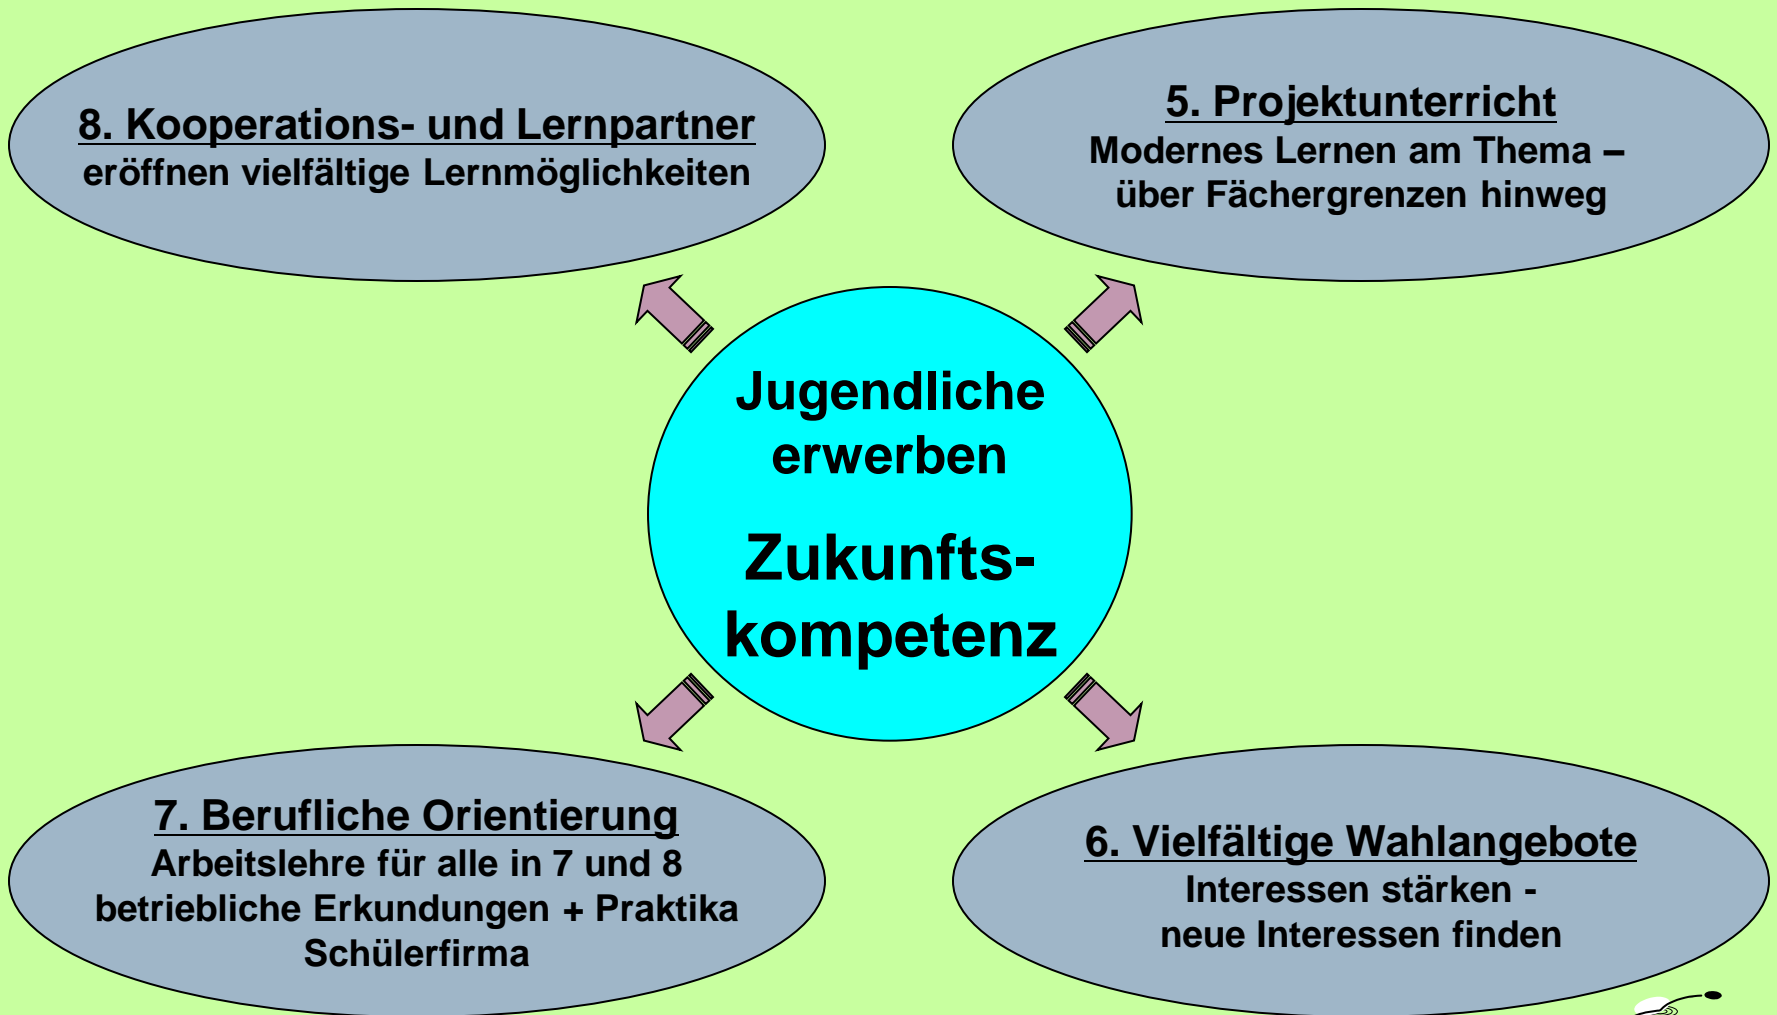 8. Kooperations- und Lernpartner
eröffnen vielfältige Lernmöglichkeiten
5. Projektunterricht
Modernes Lernen am Thema –
über Fächergrenzen hinweg
Jugendliche
erwerben
Zukunfts-
kompetenz
7. Berufliche Orientierung
Arbeitslehre für alle in 7 und 8
betriebliche Erkundungen + Praktika
Schülerfirma
6. Vielfältige Wahlangebote
Interessen stärken -
neue Interessen finden